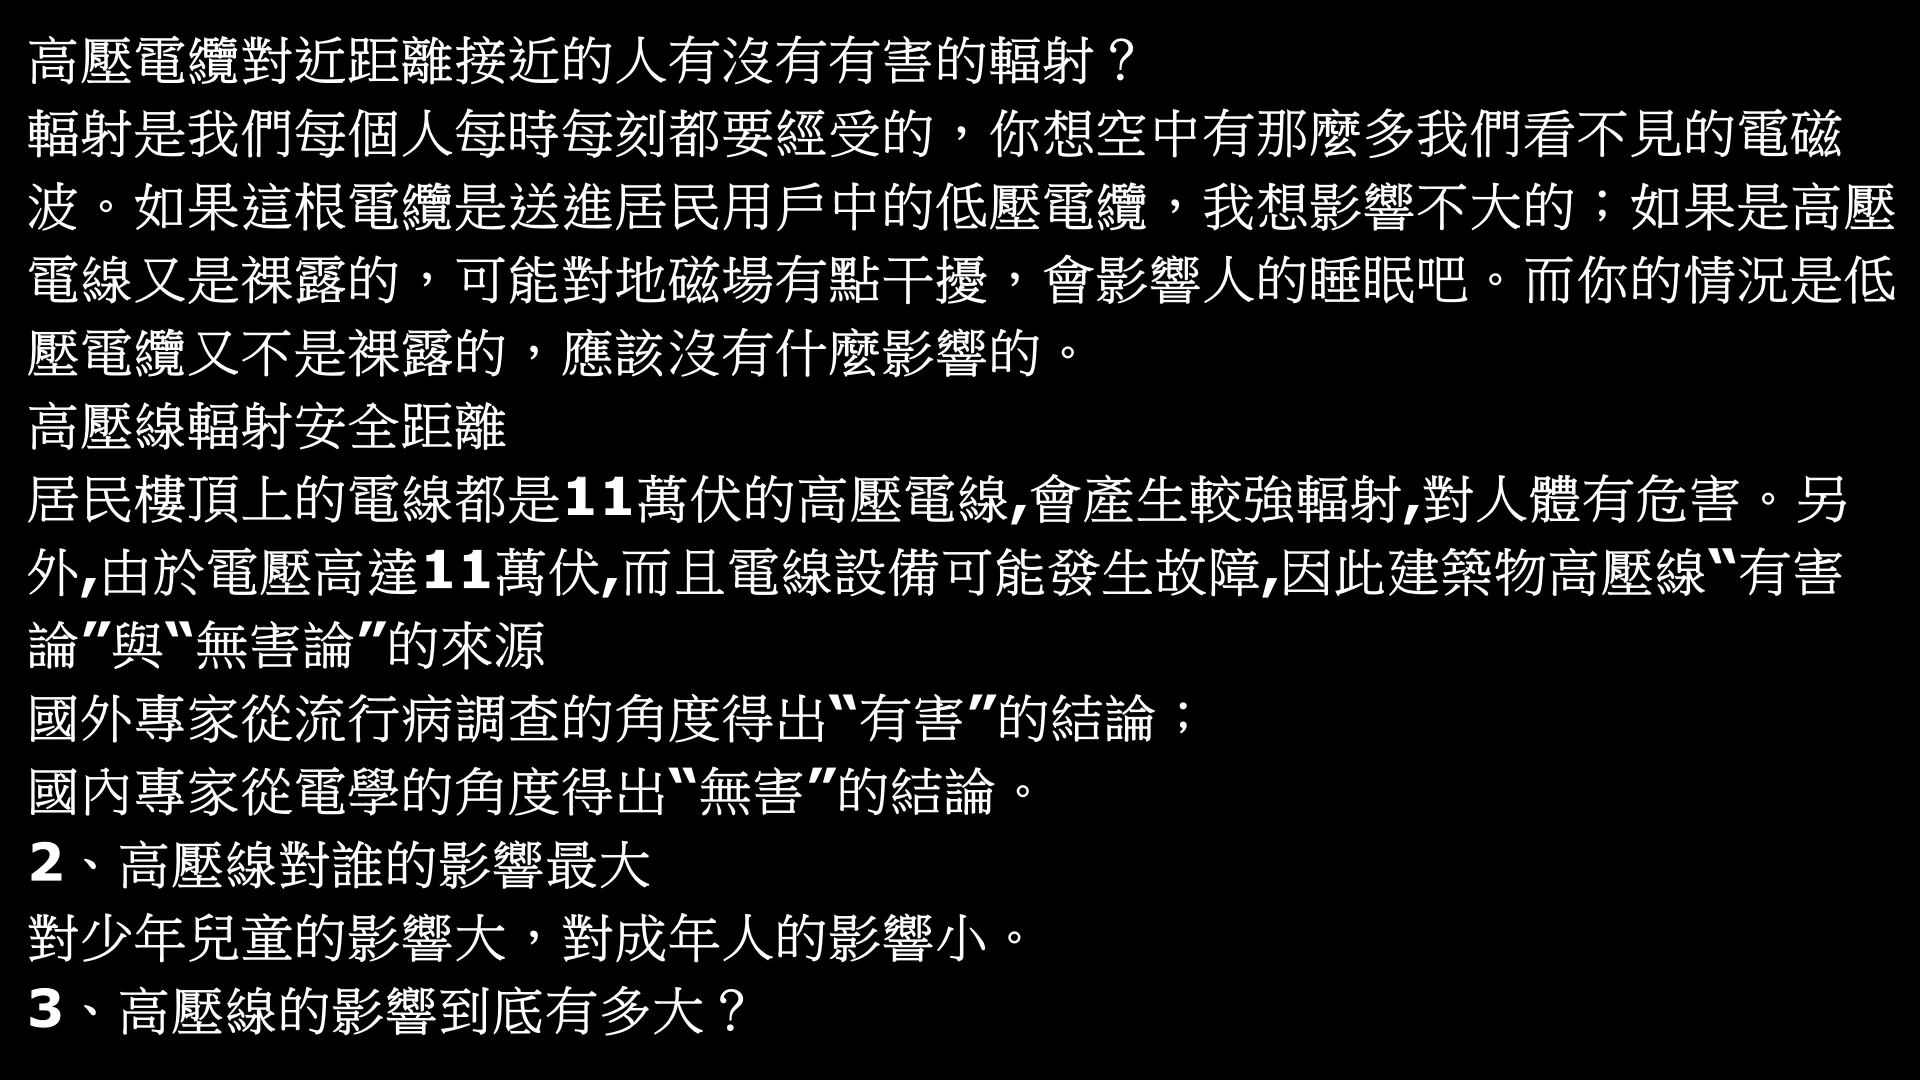 高壓電纜對近距離接近的人有沒有有害的輻射？
輻射是我們每個人每時每刻都要經受的，你想空中有那麼多我們看不見的電磁
波。如果這根電纜是送進居民用戶中的低壓電纜，我想影響不大的；如果是高壓
電線又是裸露的，可能對地磁場有點干擾，會影響人的睡眠吧。而你的情況是低
壓電纜又不是裸露的，應該沒有什麼影響的。
高壓線輻射安全距離
居民樓頂上的電線都是11萬伏的高壓電線,會產生較強輻射,對人體有危害。另
外,由於電壓高達11萬伏,而且電線設備可能發生故障,因此建築物高壓線“有害
論”與“無害論”的來源
國外專家從流行病調查的角度得出“有害”的結論；
國內專家從電學的角度得出“無害”的結論。
2、高壓線對誰的影響最大
對少年兒童的影響大，對成年人的影響小。
3、高壓線的影響到底有多大？